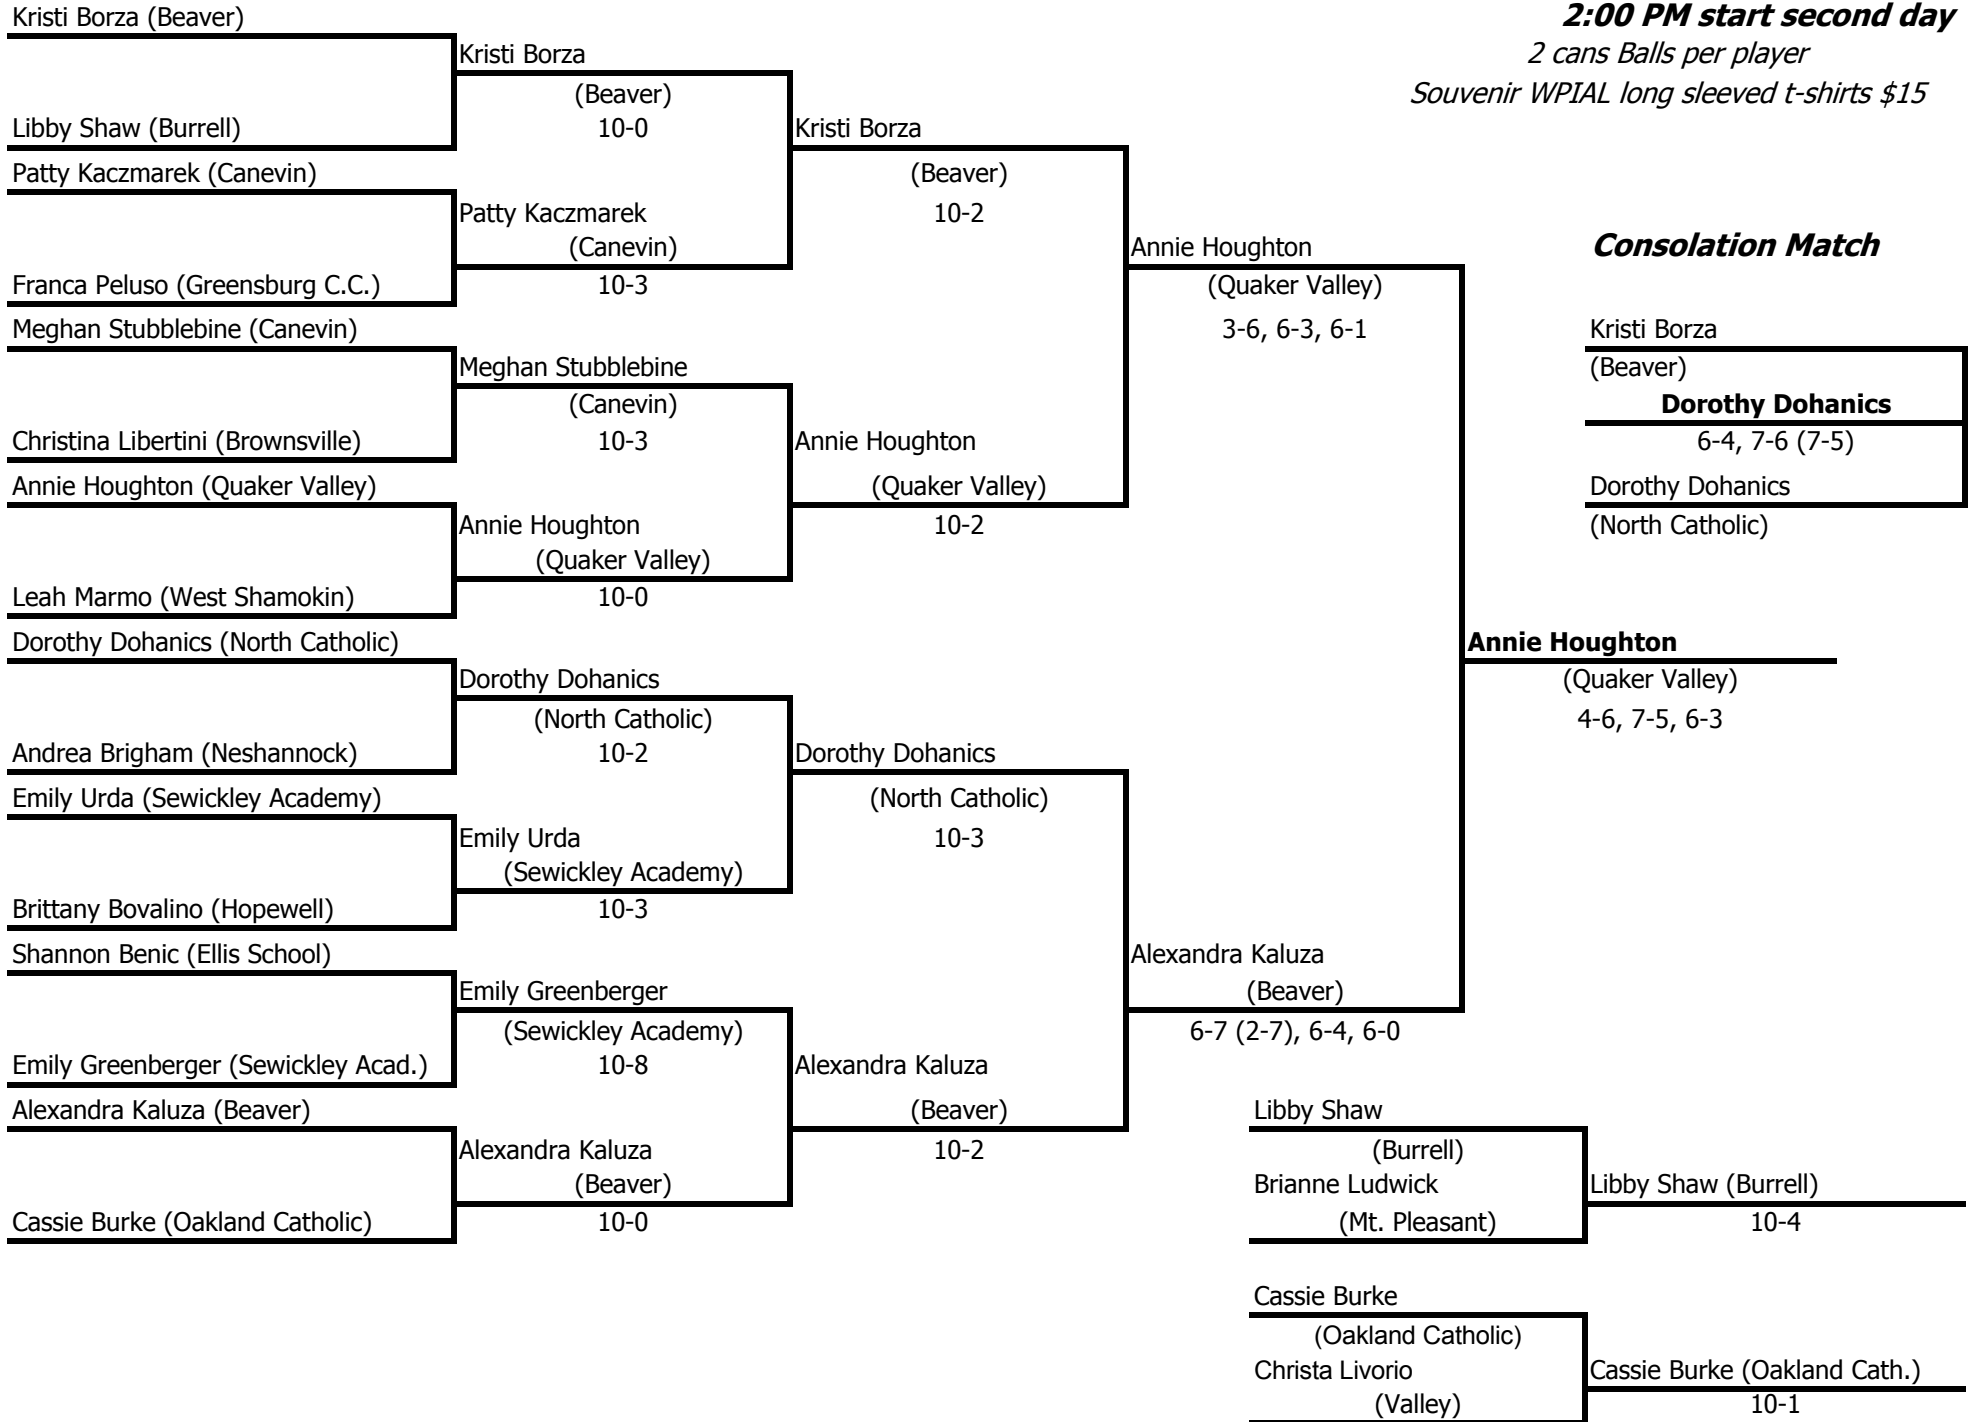 Kristi Borza (Beaver)
Libby Shaw (Burrell)
Patty Kaczmarek (Canevin)
Franca Peluso (Greensburg C.C.)
Meghan Stubblebine (Canevin)
Christina Libertini (Brownsville)
Annie Houghton (Quaker Valley)
Leah Marmo (West Shamokin)
Dorothy Dohanics (North Catholic)
Andrea Brigham (Neshannock)
Emily Urda (Sewickley Academy)
Brittany Bovalino (Hopewell)
Shannon Benic (Ellis School)
Emily Greenberger (Sewickley Acad.)
Alexandra Kaluza (Beaver)
Cassie Burke (Oakland Catholic)
Kristi Borza
(Beaver)
10-0
Patty Kaczmarek
(Canevin)
10-3
Meghan Stubblebine
(Canevin)
10-3
Annie Houghton
(Quaker Valley)
10-0
Dorothy Dohanics
(North Catholic)
10-2
Emily Urda
(Sewickley Academy)
10-3
Emily Greenberger
(Sewickley Academy)
10-8
Alexandra Kaluza
(Beaver)
10-0
Kristi Borza
(Beaver)
10-2
Annie Houghton
(Quaker Valley)
10-2
Dorothy Dohanics
(North Catholic)
10-3
Alexandra Kaluza
(Beaver)
10-2
Annie Houghton
(Quaker Valley)
3-6, 6-3, 6-1
Alexandra Kaluza
(Beaver)
6-7 (2-7), 6-4, 6-0
Annie Houghton
(Quaker Valley)
4-6, 7-5, 6-3
2:00 PM start second day
2 cans Balls per player
Souvenir WPIAL long sleeved t-shirts $15
Consolation Match
Kristi Borza
(Beaver)
Dorothy Dohanics
6-4, 7-6 (7-5)
Dorothy Dohanics
(North Catholic)
Libby Shaw
(Burrell)
Brianne Ludwick
(Mt. Pleasant)
Libby Shaw (Burrell)
10-4
Cassie Burke
(Oakland Catholic)
Christa Livorio
(Valley)
Cassie Burke (Oakland Cath.)
10-1